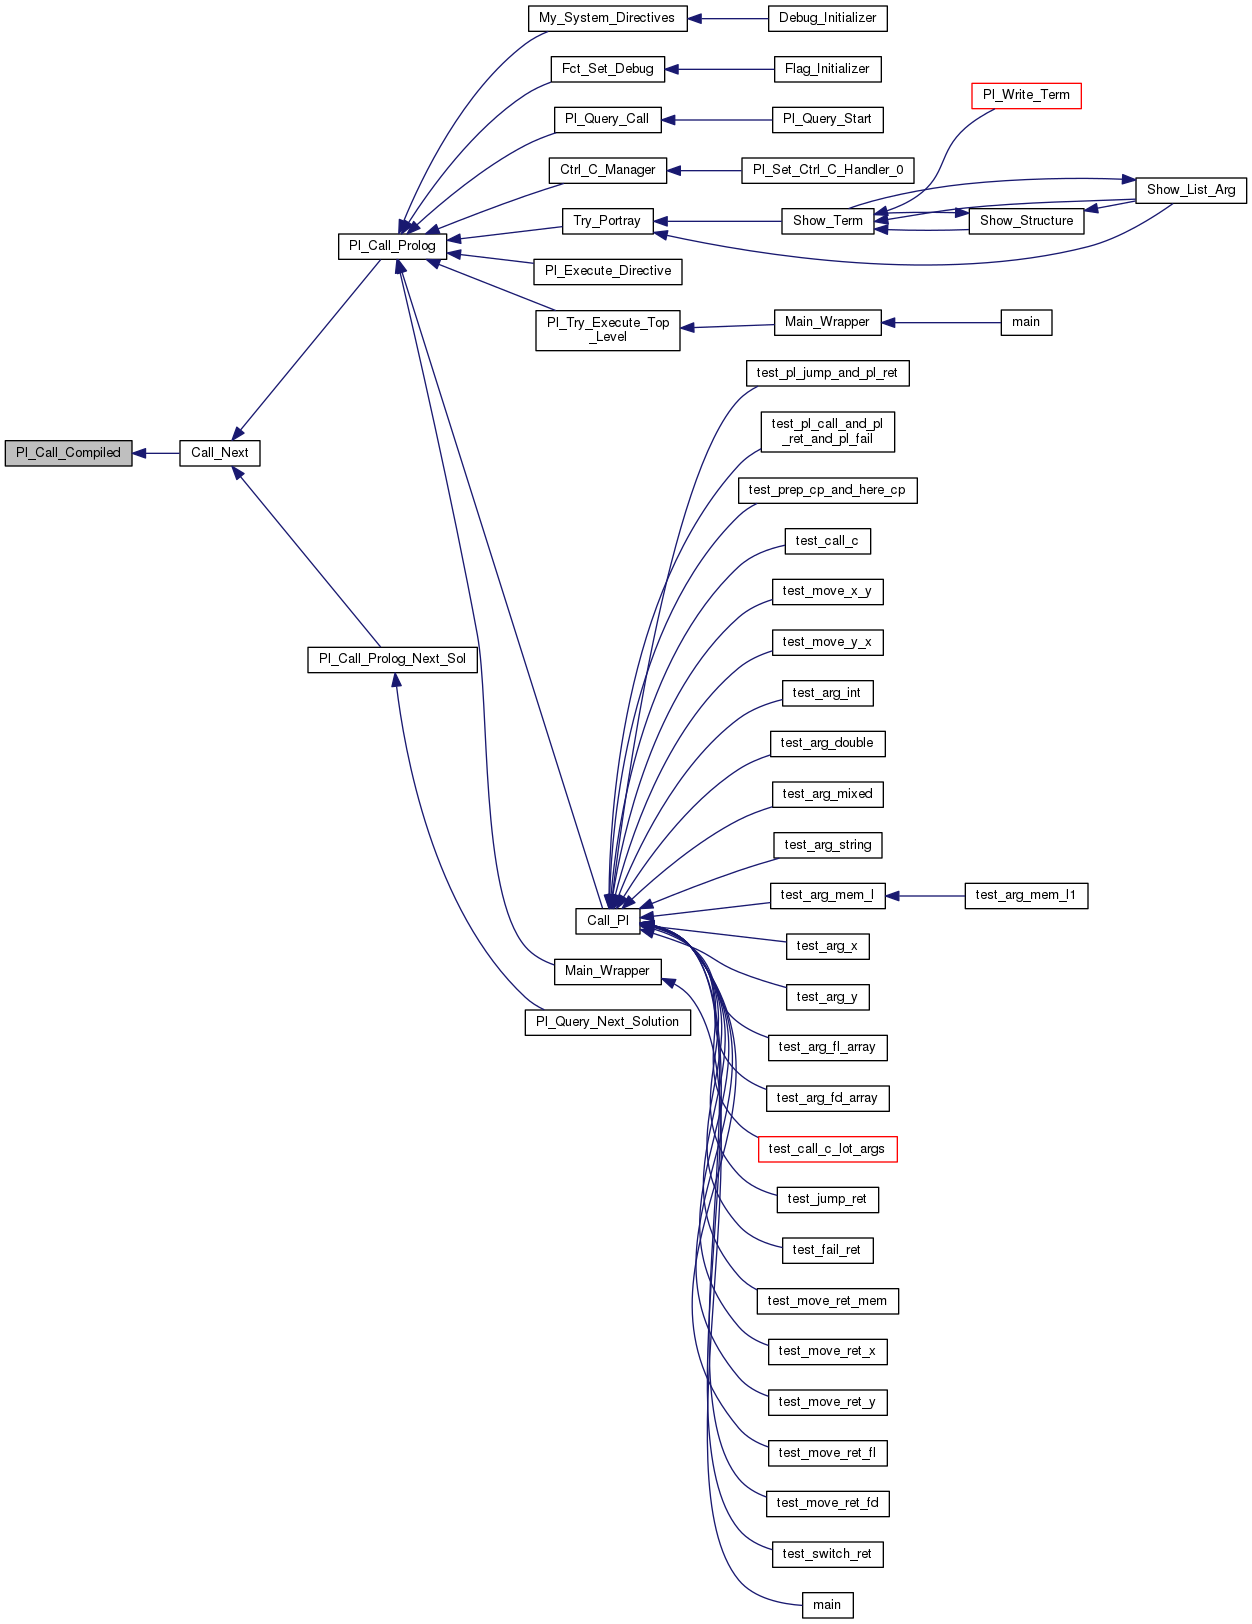 My_System_Directives
Debug_Initializer
Fct_Set_Debug
Flag_Initializer
Pl_Write_Term
Pl_Query_Call
Pl_Query_Start
Ctrl_C_Manager
Pl_Set_Ctrl_C_Handler_0
Show_List_Arg
Try_Portray
Show_Term
Show_Structure
Pl_Call_Prolog
Pl_Execute_Directive
Pl_Try_Execute_Top
_Level
Main_Wrapper
main
test_pl_jump_and_pl_ret
test_pl_call_and_pl
_ret_and_pl_fail
Pl_Call_Compiled
Call_Next
test_prep_cp_and_here_cp
test_call_c
test_move_x_y
test_move_y_x
Pl_Call_Prolog_Next_Sol
test_arg_int
test_arg_double
test_arg_mixed
test_arg_string
test_arg_mem_l
test_arg_mem_l1
Call_Pl
test_arg_x
Main_Wrapper
test_arg_y
Pl_Query_Next_Solution
test_arg_fl_array
test_arg_fd_array
test_call_c_lot_args
test_jump_ret
test_fail_ret
test_move_ret_mem
test_move_ret_x
test_move_ret_y
test_move_ret_fl
test_move_ret_fd
test_switch_ret
main